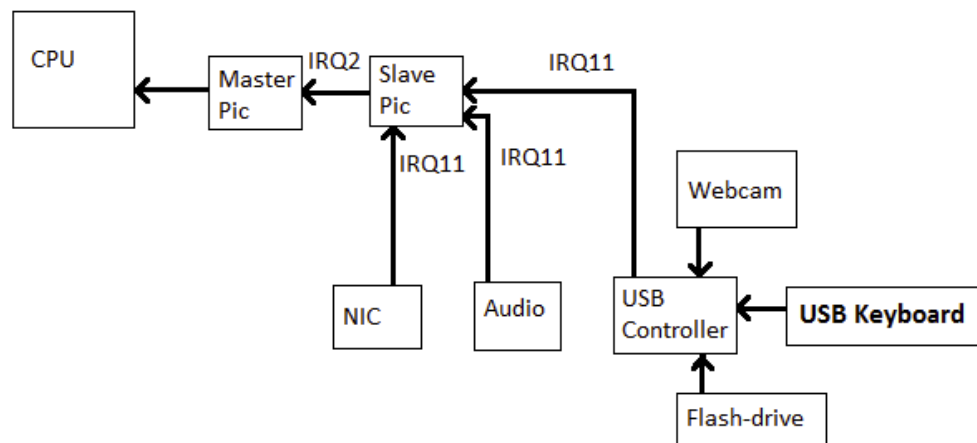 CPU
Master
Pic
IRQ2
Slave
Pic
IRQ11
IRQ11
IRQ11
Webcam
NIC
Audio
USB
Controller
USB Keyboard
Flash-drive